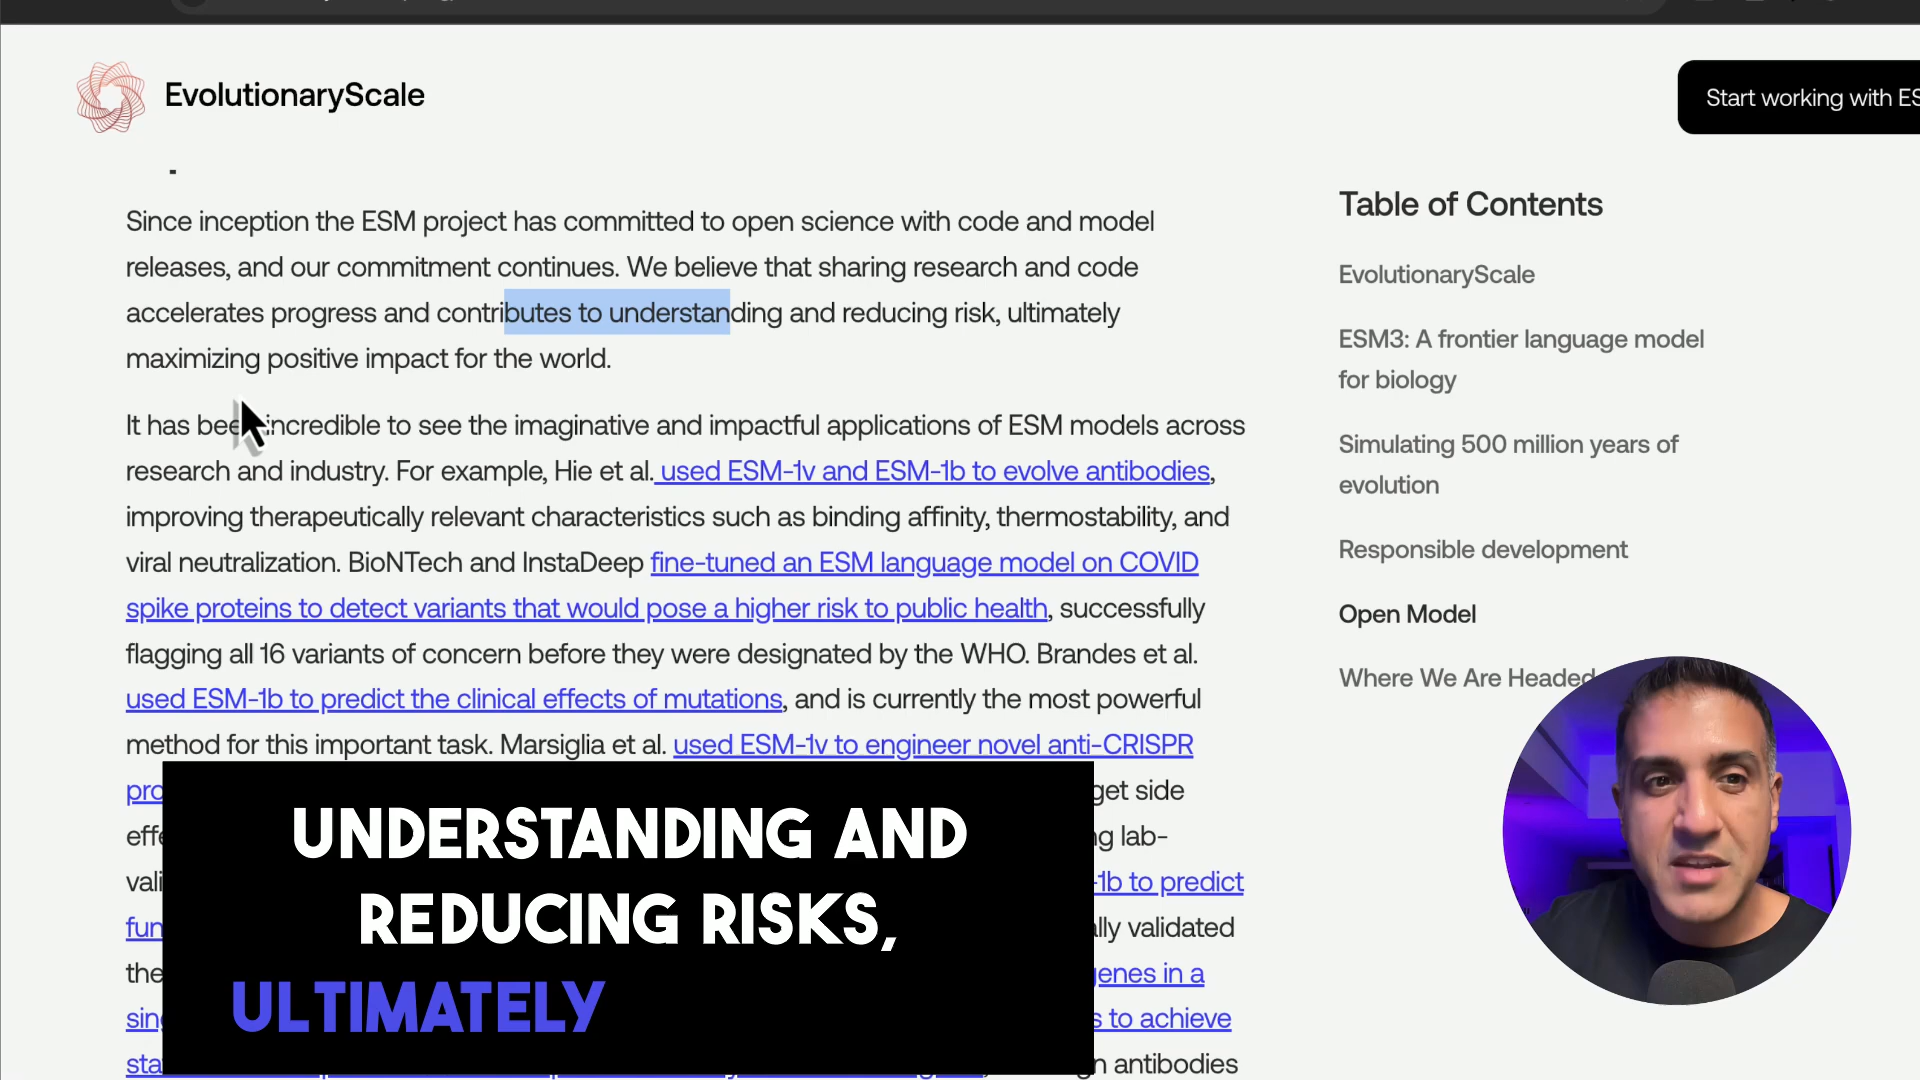 EvolutionaryScale
Start working with
Since inception the ESM project has committed to open science with code and model
releases, and our commitment continues. We believe that sharing research and code
accelerates progress and contributes to understanding and reducing risk, ultimately
maximizing positive impact for the world.
It has been incredible to see the imaginative and impactful applications of ESM models across
research and industry. For example, Hie et al. used ESM-1v and ESM-1b to evolve antibodies,
improving therapeutically relevant characteristics such as binding affinity, thermostability, and
viral neutralization. BioNTech and InstaDeep fine-tuned an ESM language model on COVID
spike proteins to detect variants that would pose a higher risk to public health, successfully
flagging all 16 variants of concern before they were designated by the WHO. Brandes et al.
used ESM-1b to predict the clinical effects of mutations, and is currently the most powerful
method for this important task. Marsiglia et al. used ESM-1v to engineer novel anti-CRISPR
get side
lab-
-1b to predict
validated
the
genes in a
to achieve
antibodies
Table of Contents
EvolutionaryScale
ESM3: A frontier language model
for biology
Simulating 500 million years of
evolution
Responsible development
Open Model
Where We Are Headed
UNDERSTANDING AND
REDUCING RISKS,
ULTIMATELY